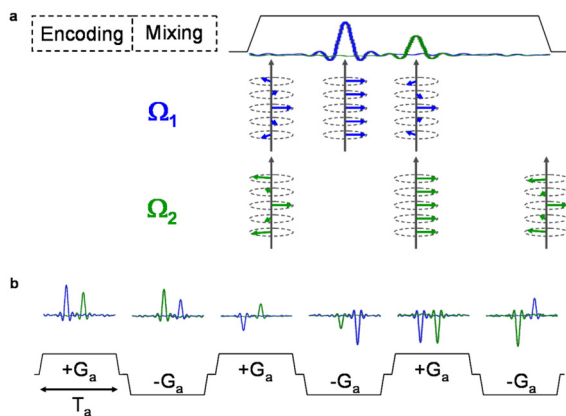 a
Encoding Mixing
Ω1
Ω2
b
+Ga -Ga +Ga -Ga +Ga -Ga
Ta